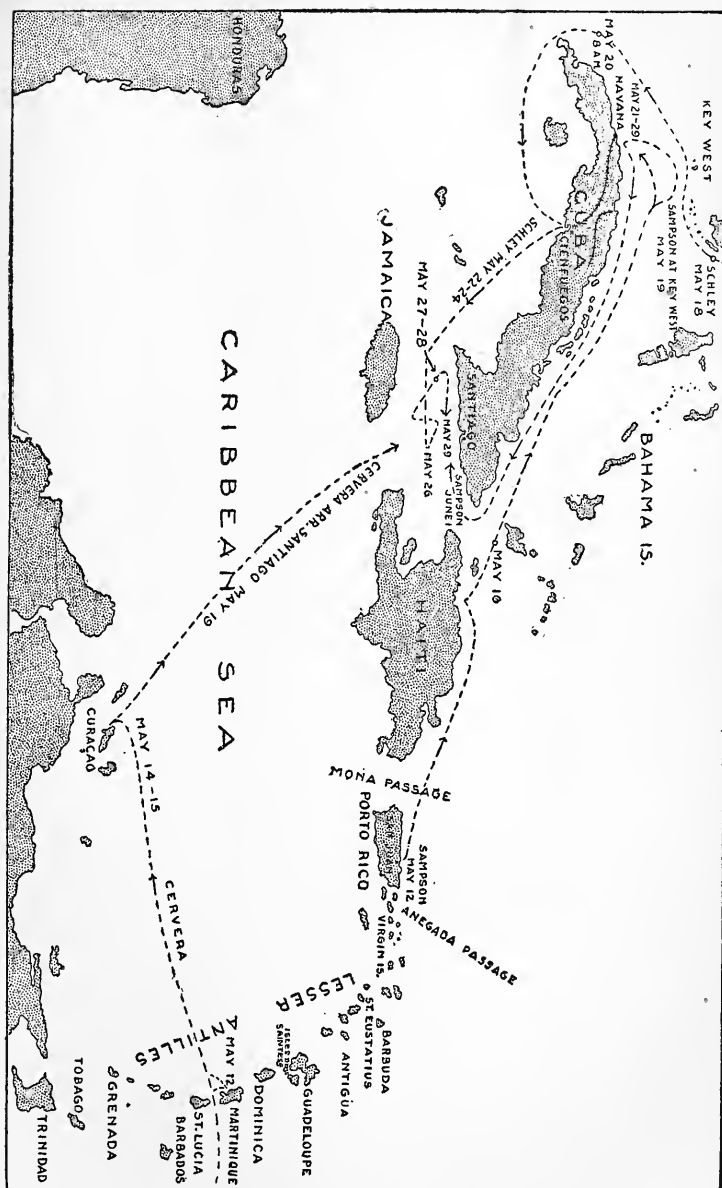 HONDURAS
MAY 20
8 A.M.
HAVANA
MAY 21-29
KEY WEST
SCHLEY
MAY 18
SAMPSON AT KEY WEST
MAY 19
CUBA
CIENFUEGOS
SCHLEY MAY 22-24
JAMAICA
MAY 27-28
SANTIAGO
MAY 29
MAY 26
SAMPSON
JUNE 1
BAHAMA IS.
MAY 16
HAITI
CARIBBEAN SEA
CERVERA ARR. SANTIAGO MAY 19
CURAÇAO
MAY 14-15
CERVERA
MONA PASSAGE
PORTO RICO
SAN JUAN
SAMPSON
MAY 12
ANEGADA PASSAGE
VIRGIN IS.
LESSER ANTILLES
ST. EUSTATIUS
BARBUDA
ANTIGUA
GUADELOUPE
SAINTES
DOMINICA
MAY 12
MARTINIQUE
ST. LUCIA
BARBADOS
GRENADA
TOBAGO
TRINIDAD